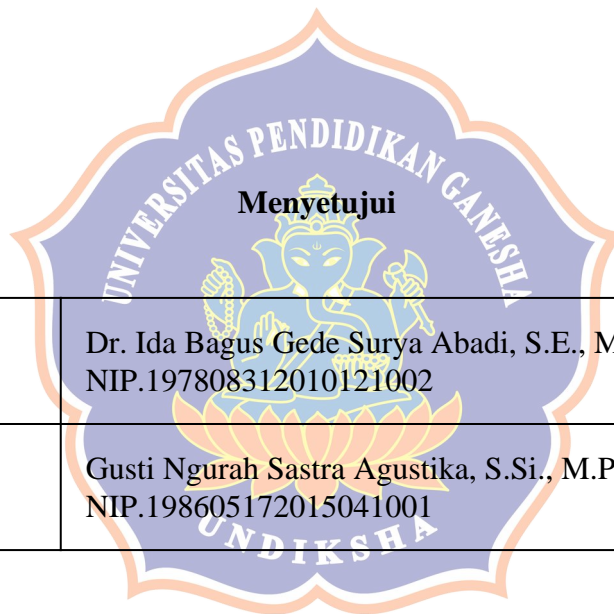 UNIVERSITAS PENDIDIKAN GANESHA
Menyetujui
Dr. Ida Bagus Gede Surya Abadi, S.E., M
NIP.197808312010121002
Gusti Ngurah Sastra Agustika, S.Si., M.P
NIP.198605172015041001
UNDIKSHA